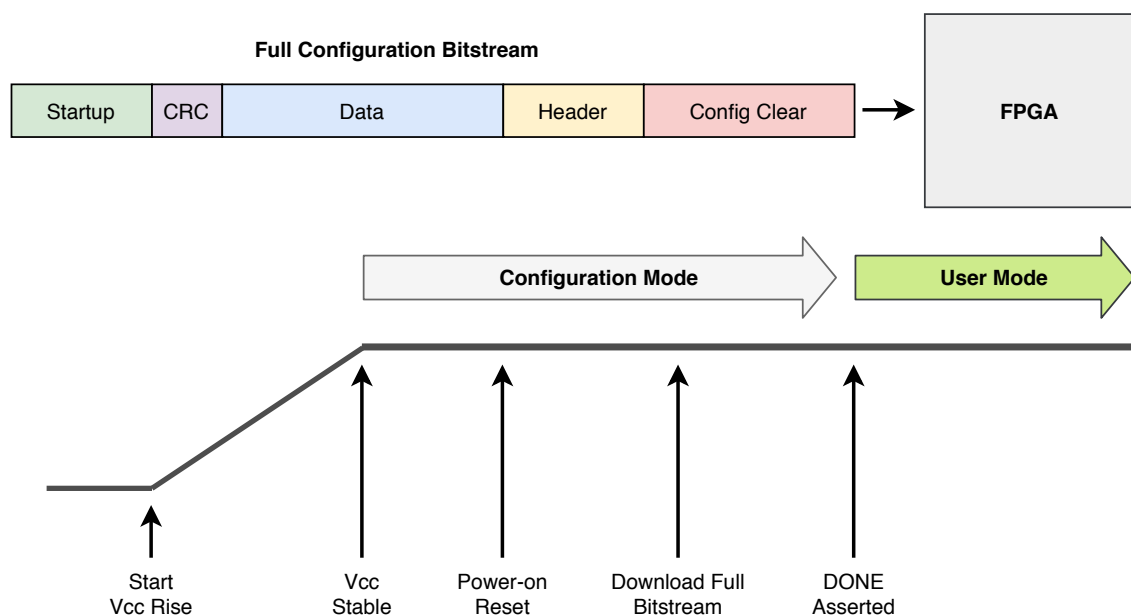 Full Configuration Bitstream
Startup
CRC
Data
Header
Config Clear
FPGA
Configuration Mode
User Mode
Start
Vcc Rise
Vcc
Stable
Power-on
Reset
Download Full
Bitstream
DONE
Asserted